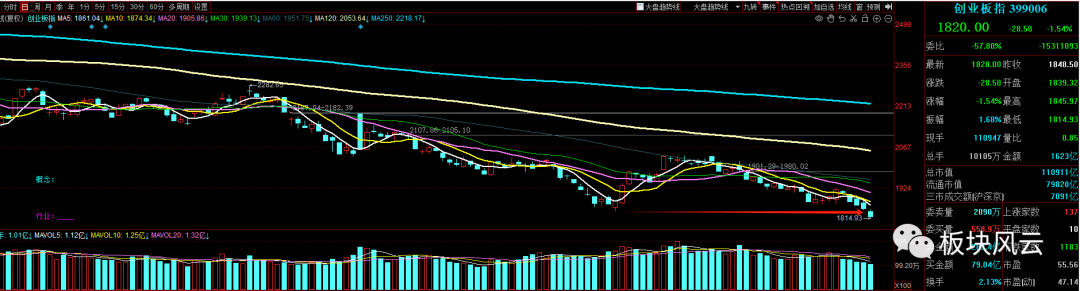 分时 日 周 月 季 年 1分 5分 15分 30分 60分 多周期 设置
大盘趋势线 大盘趋势线 九转 事件 热点回溯 加自选 均线 窗 预测
创业板指 MA5: 1861.04↓ MA10: 1874.34↓ MA20: 1905.86↓ MA30: 1939.13↓ MA60: 1951.75↓ MA120: 2053.64↓ MA250: 2218.17↓
2499
2356
2213
2067
1924
2282.65
2182.39
2107.66-2105.10
1991.29-1980.02
1814.93
概念:
行业:
1.01亿↓ MAVOL5: 1.12亿↓ MAVOL10: 1.25亿↓ MAVOL20: 1.32亿↓
99.20万
X100
创业板指 399006
1820.00 -28.50 -1.54%
委比 -57.80% -15311093
最新 1820.00 昨收 1848.50
涨跌 -28.50 开盘 1839.32
涨幅 -1.54% 最高 1845.97
振幅 1.68% 最低 1814.93
现手 110947 量比 0.85
总手 10105万 金额 1623亿
总市值 110911亿
流通市值 79820亿
三市成交额(沪深京) 7091亿
委卖量 2090万 上涨家数 137
委买量 558.9万 平盘家数 10
1183
买金额 79.04亿 市盈 55.56
换手 2.13% 市盈(动) 47.14
板块风云